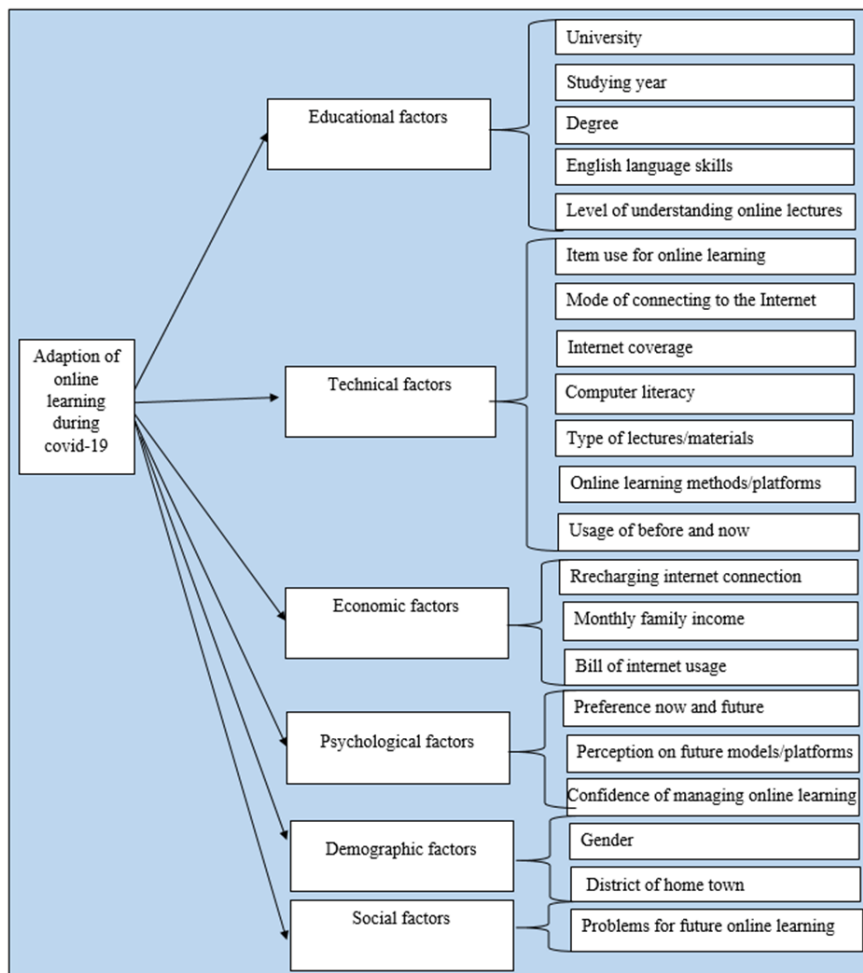 Adaption of
online
learning
during
covid-19
Educational factors
University
Studying year
Degree
English language skills
Level of understanding online lectures
Technical factors
Item use for online learning
Mode of connecting to the Internet
Internet coverage
Computer literacy
Type of lectures/materials
Online learning methods/platforms
Usage of before and now
Economic factors
Rrecharging internet connection
Monthly family income
Bill of internet usage
Psychological factors
Preference now and future
Perception on future models/platforms
Confidence of managing online learning
Demographic factors
Gender
District of home town
Social factors
Problems for future online learning